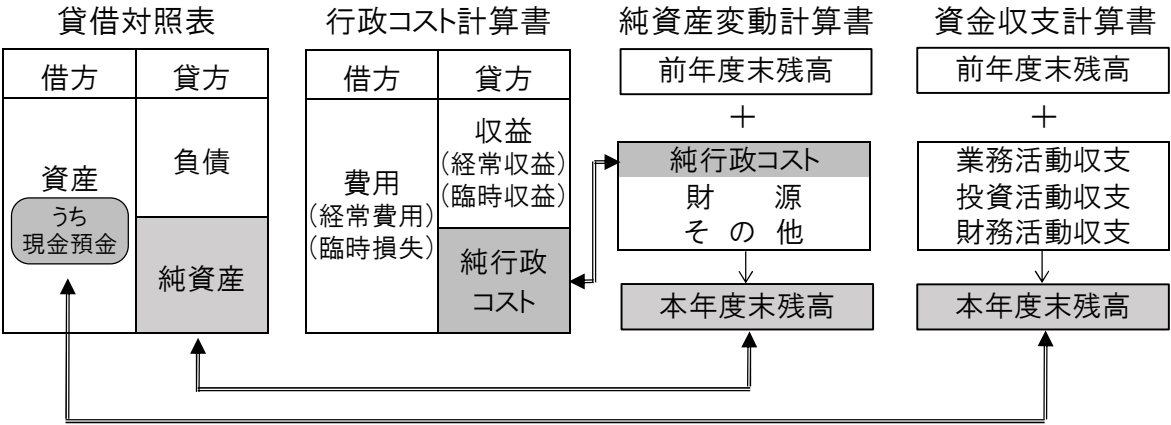 貸借対照表
借方
貸方
資産
うち
現金預金
負債
純資産
行政コスト計算書
借方
貸方
費用
(経常費用)
(臨時損失)
収益
(経常収益)
(臨時収益)
純行政
コスト
純資産変動計算書
前年度末残高
＋
純行政コスト
財　　源
そ の 他
本年度末残高
資金収支計算書
前年度末残高
＋
業務活動収支
投資活動収支
財務活動収支
本年度末残高